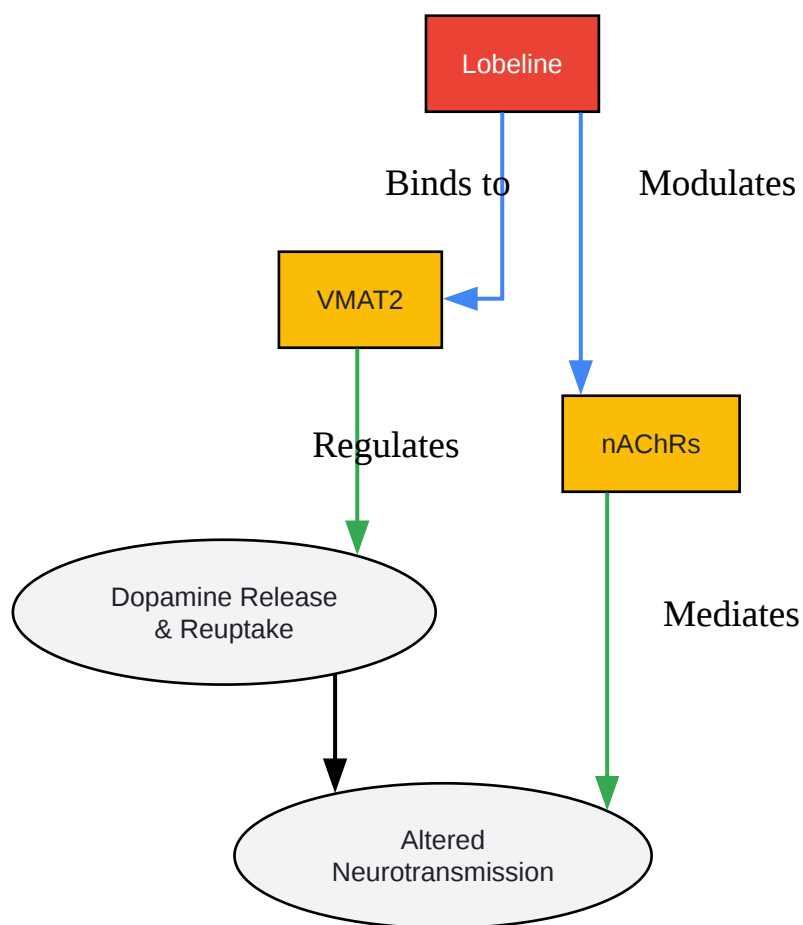 Lobeline
Binds to
Modulates
VMAT2
Regulates
nAChRs
Dopamine Release
& Reuptake
Mediates
Altered
Neurotransmission